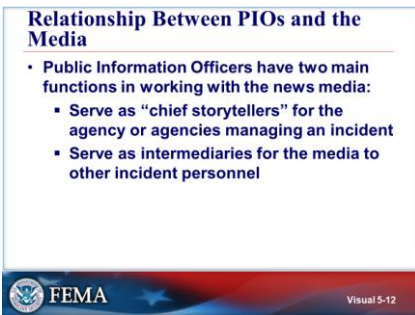 Relationship Between PIOs and the
Media
• Public Information Officers have two main
functions in working with the news media:
▪ Serve as “chief storytellers” for the
agency or agencies managing an incident
▪ Serve as intermediaries for the media to
other incident personnel
FEMA
Visual 5-12